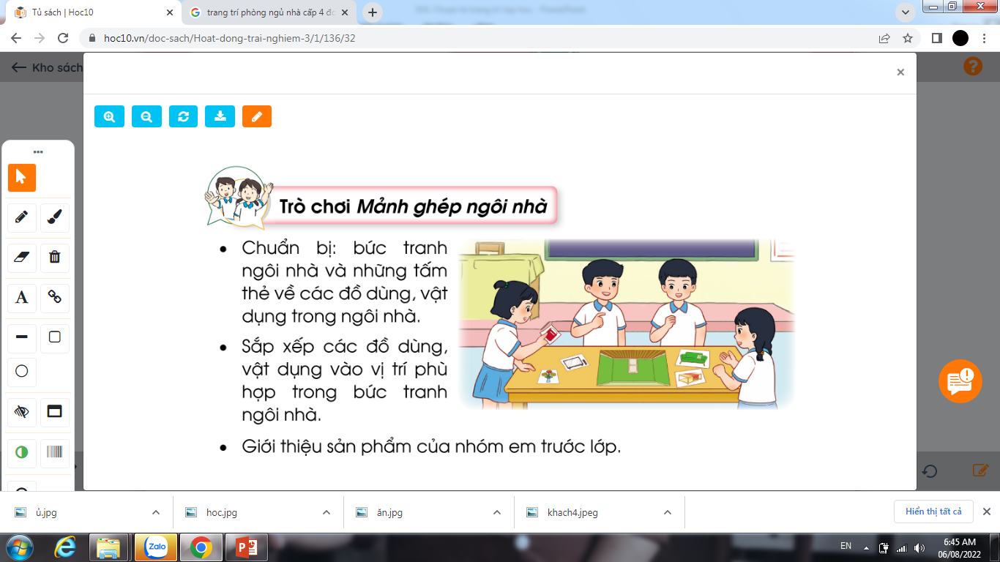 Tủ sách | Hoc10
trang trí phòng ngủ nhà cấp 4 đơ
hoc10.vn/doc-sach/Hoat-dong-trai-nghiem-3/1/136/32
Kho sách
Trò chơi Mảnh ghép ngôi nhà
• Chuẩn bị: bức tranh
ngôi nhà và những tấm
thẻ về các đồ dùng, vật
dụng trong ngôi nhà.
• Sắp xếp các đồ dùng,
vật dụng vào vị trí phù
hợp trong bức tranh
ngôi nhà.
• Giới thiệu sản phẩm của nhóm em trước lớp.
ủ.jpg
hoc.jpg
ăn.jpg
khach4.jpeg
Hiển thị tất cả
Zalo
EN
6:45 AM
06/08/2022